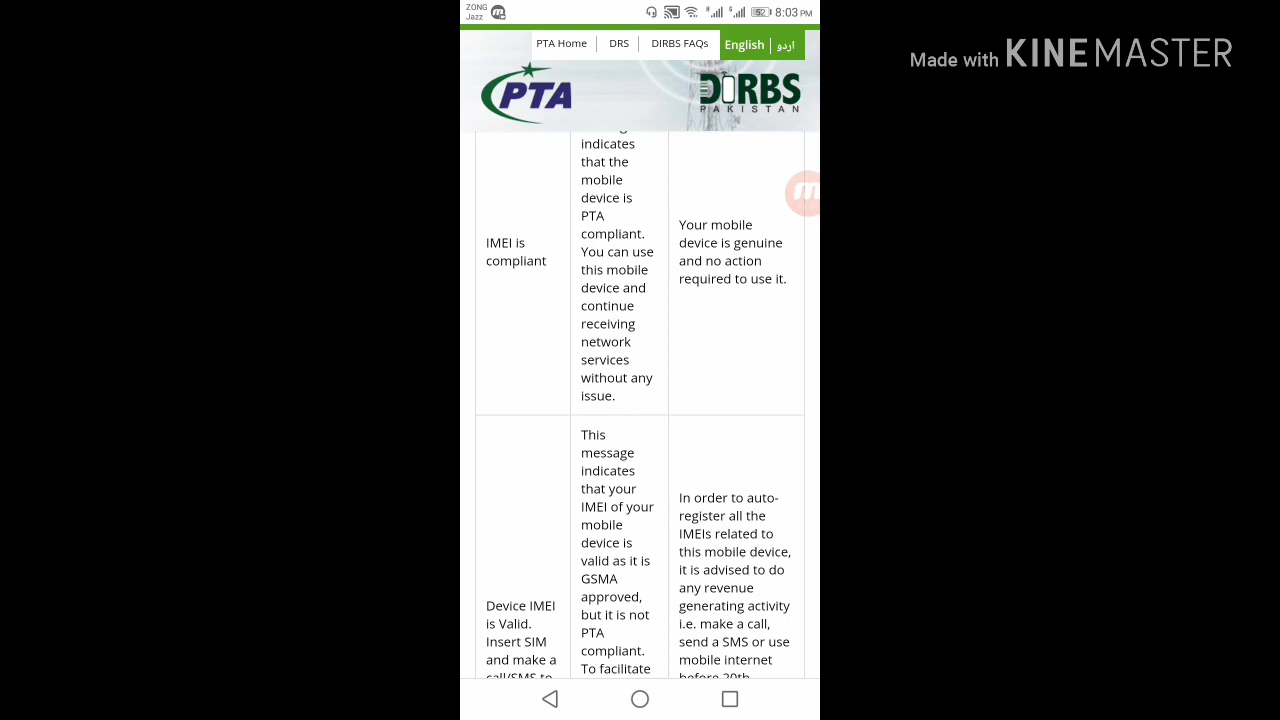 ZONG
Jazz
52 8:03 PM
PTA Home DRS DIRBS FAQs English اردو
PTA
DIRBS
PAKISTAN
Made with KINEMASTER
IMEI is
compliant
indicates
that the
mobile
device is
PTA
compliant.
You can use
this mobile
device and
continue
receiving
network
services
without any
issue.
Your mobile
device is genuine
and no action
required to use it.
Device IMEI
is Valid.
Insert SIM
and make a
call/SMS to
This
message
indicates
that your
IMEI of your
mobile
device is
valid as it is
GSMA
approved,
but it is not
PTA
compliant.
To facilitate
In order to auto-
register all the
IMEIs related to
this mobile device,
it is advised to do
any revenue
generating activity
i.e. make a call,
send a SMS or use
mobile internet
before 20th